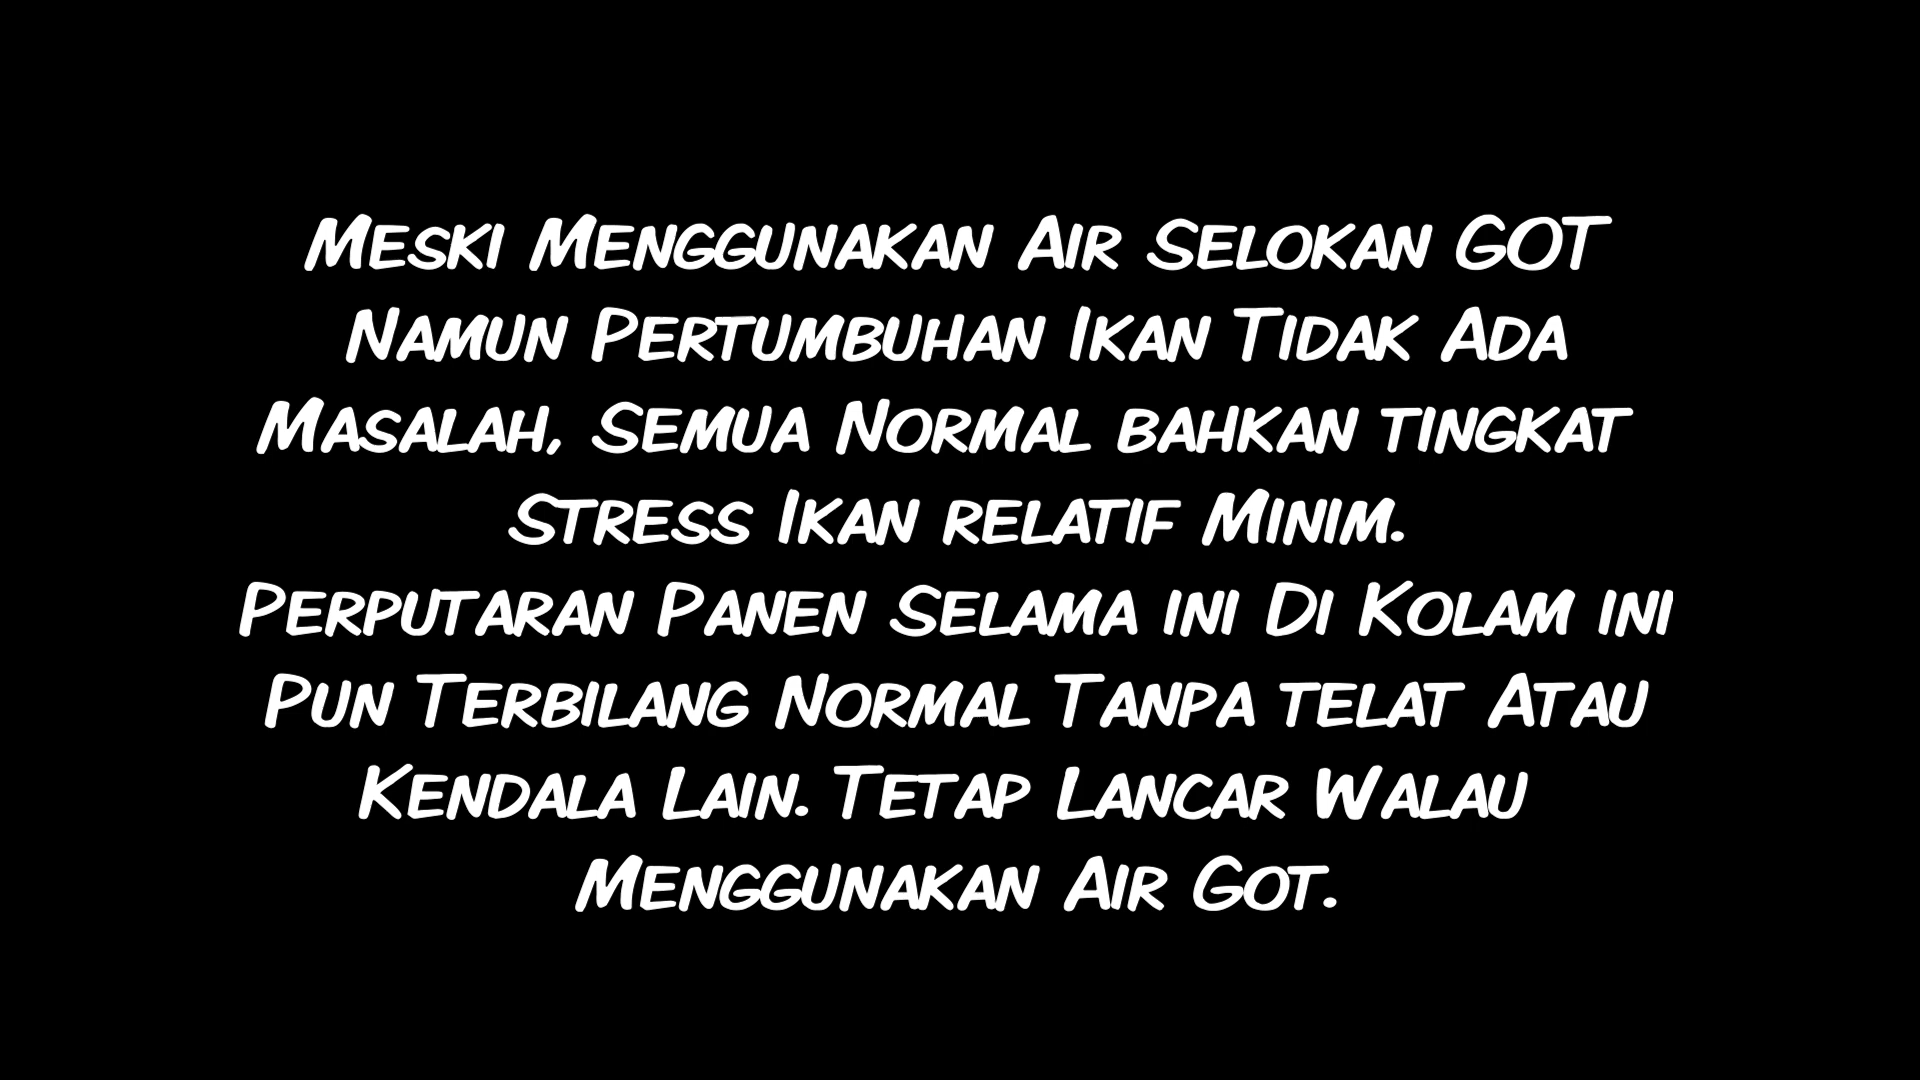 Meski Menggunakan Air Selokan GOT
Namun Pertumbuhan Ikan Tidak Ada
Masalah, Semua Normal bahkan tingkat
Stress Ikan relatif Minim.
Perputaran Panen Selama ini Di Kolam ini
Pun Terbilang Normal Tanpa telat Atau
Kendala Lain. Tetap Lancar Walau
Menggunakan Air Got.